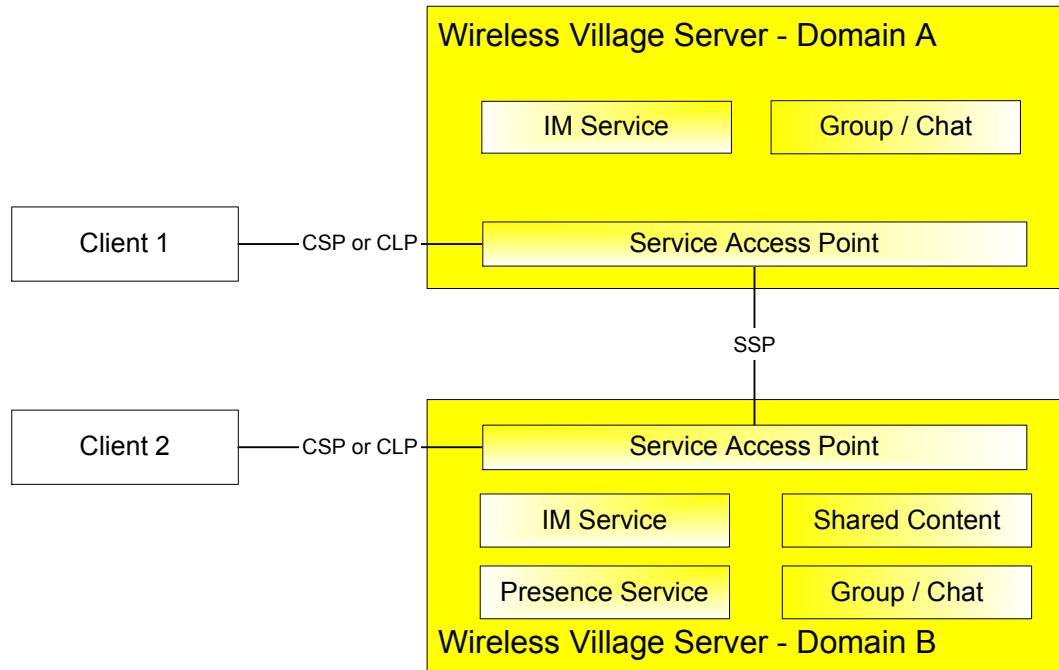 Wireless Village Server - Domain A
IM Service
Group / Chat
Client 1
CSP or CLP
Service Access Point
SSP
Client 2
CSP or CLP
Service Access Point
IM Service
Shared Content
Presence Service
Group / Chat
Wireless Village Server - Domain B